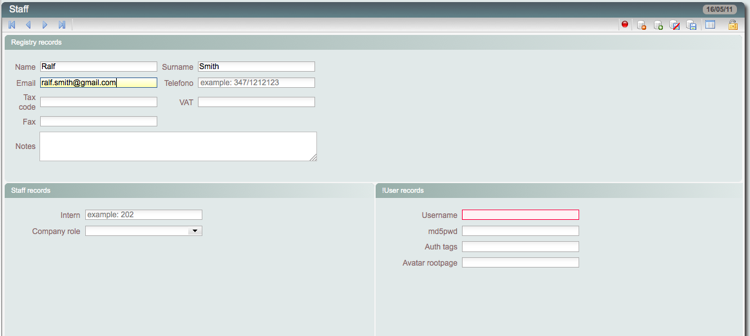 Staff 16/05/11
Registry records
Name Ralf Surname Smith
Email ralf.smith@gmail.com Telefono example: 347/1212123
Tax
code VAT
Fax
Notes
Staff records !User records
Intern example: 202 Username
Company role md5pwd
Auth tags
Avatar rootpage